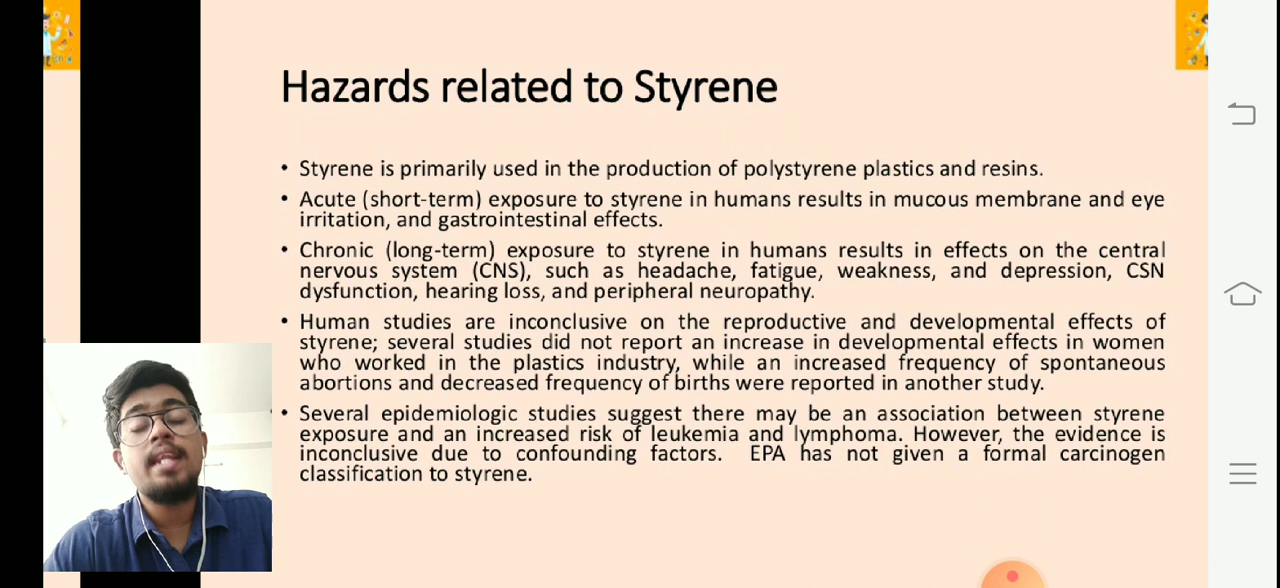 Hazards related to Styrene
• Styrene is primarily used in the production of polystyrene plastics and resins.
• Acute (short-term) exposure to styrene in humans results in mucous membrane and eye
irritation, and gastrointestinal effects.
• Chronic (long-term) exposure to styrene in humans results in effects on the central
nervous system (CNS), such as headache, fatigue, weakness, and depression, CSN
dysfunction, hearing loss, and peripheral neuropathy.
• Human studies are inconclusive on the reproductive and developmental effects of
styrene; several studies did not report an increase in developmental effects in women
who worked in the plastics industry, while an increased frequency of spontaneous
abortions and decreased frequency of births were reported in another study.
• Several epidemiologic studies suggest there may be an association between styrene
exposure and an increased risk of leukemia and lymphoma. However, the evidence is
inconclusive due to confounding factors. EPA has not given a formal carcinogen
classification to styrene.